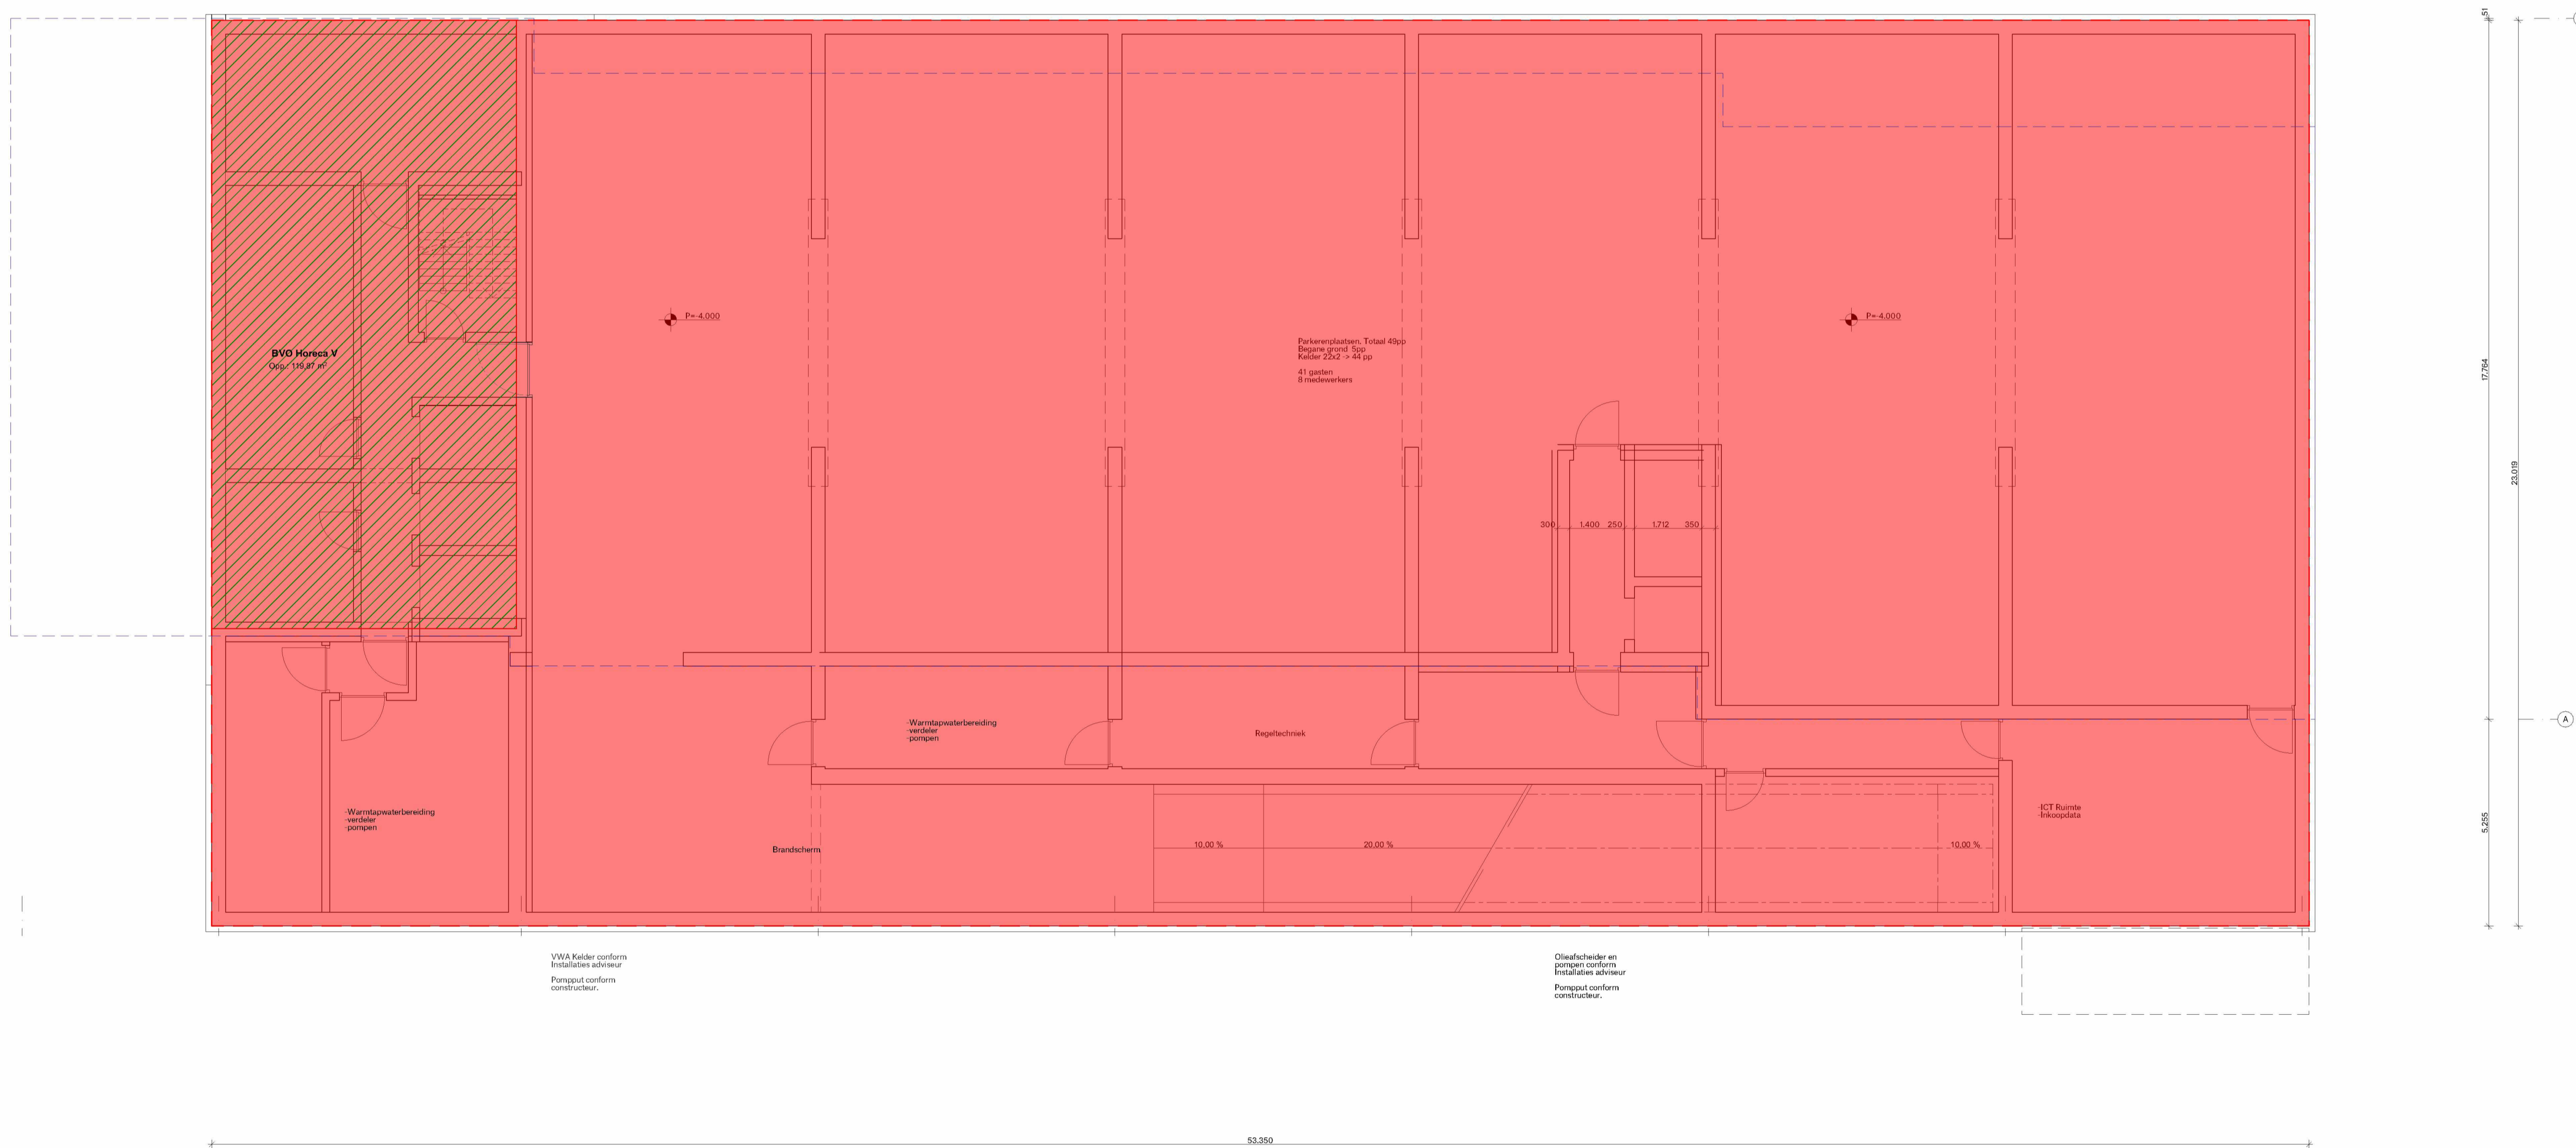 51
P=-4.000
P=-4.000
Parkerenplaatsen, Totaal 49pp
Begane grond 5pp
Kelder 22x2 -> 44 pp
41 gasten
8 medewerkers
BVO Horeca V
Opp.: 119,87 m²
17.764
23.019
300
1.400
250
1.712
350
A
-Warmtapwaterbereiding
-verdeler
-pompen
Regeltechniek
-Warmtapwaterbereiding
-verdeler
-pompen
-ICT Ruimte
-Inkoopdata
5.255
Brandscherm
10.00 %
20.00 %
10.00 %
VWA Kelder conform
Installaties adviseur
Pompput conform
constructeur.
Olieafscheider en
pompen conform
Installaties adviseur
Pompput conform
constructeur.
53.350